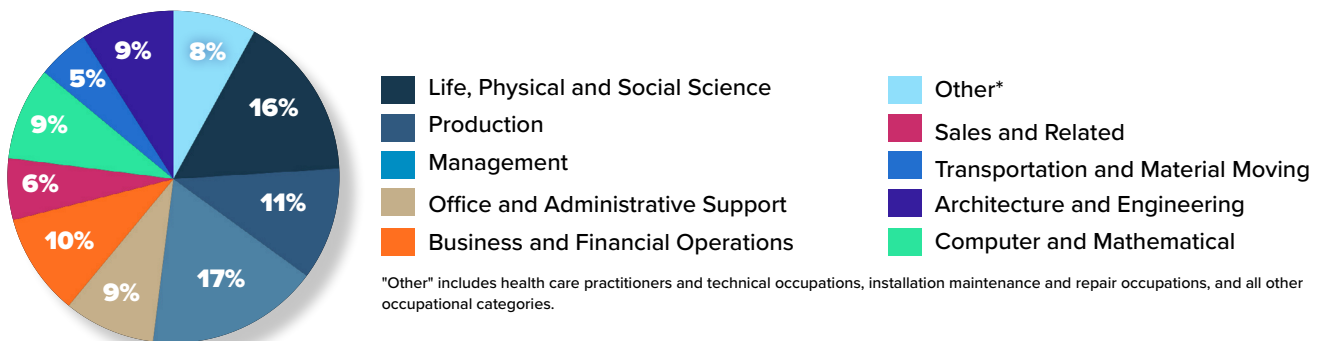 9%
8%
5%
16%
9%
6%
11%
10%
17%
9%
Life, Physical and Social Science
Production
Management
Office and Administrative Support
Business and Financial Operations
Other*
Sales and Related
Transportation and Material Moving
Architecture and Engineering
Computer and Mathematical
"Other" includes health care practitioners and technical occupations, installation maintenance and repair occupations, and all other
occupational categories.